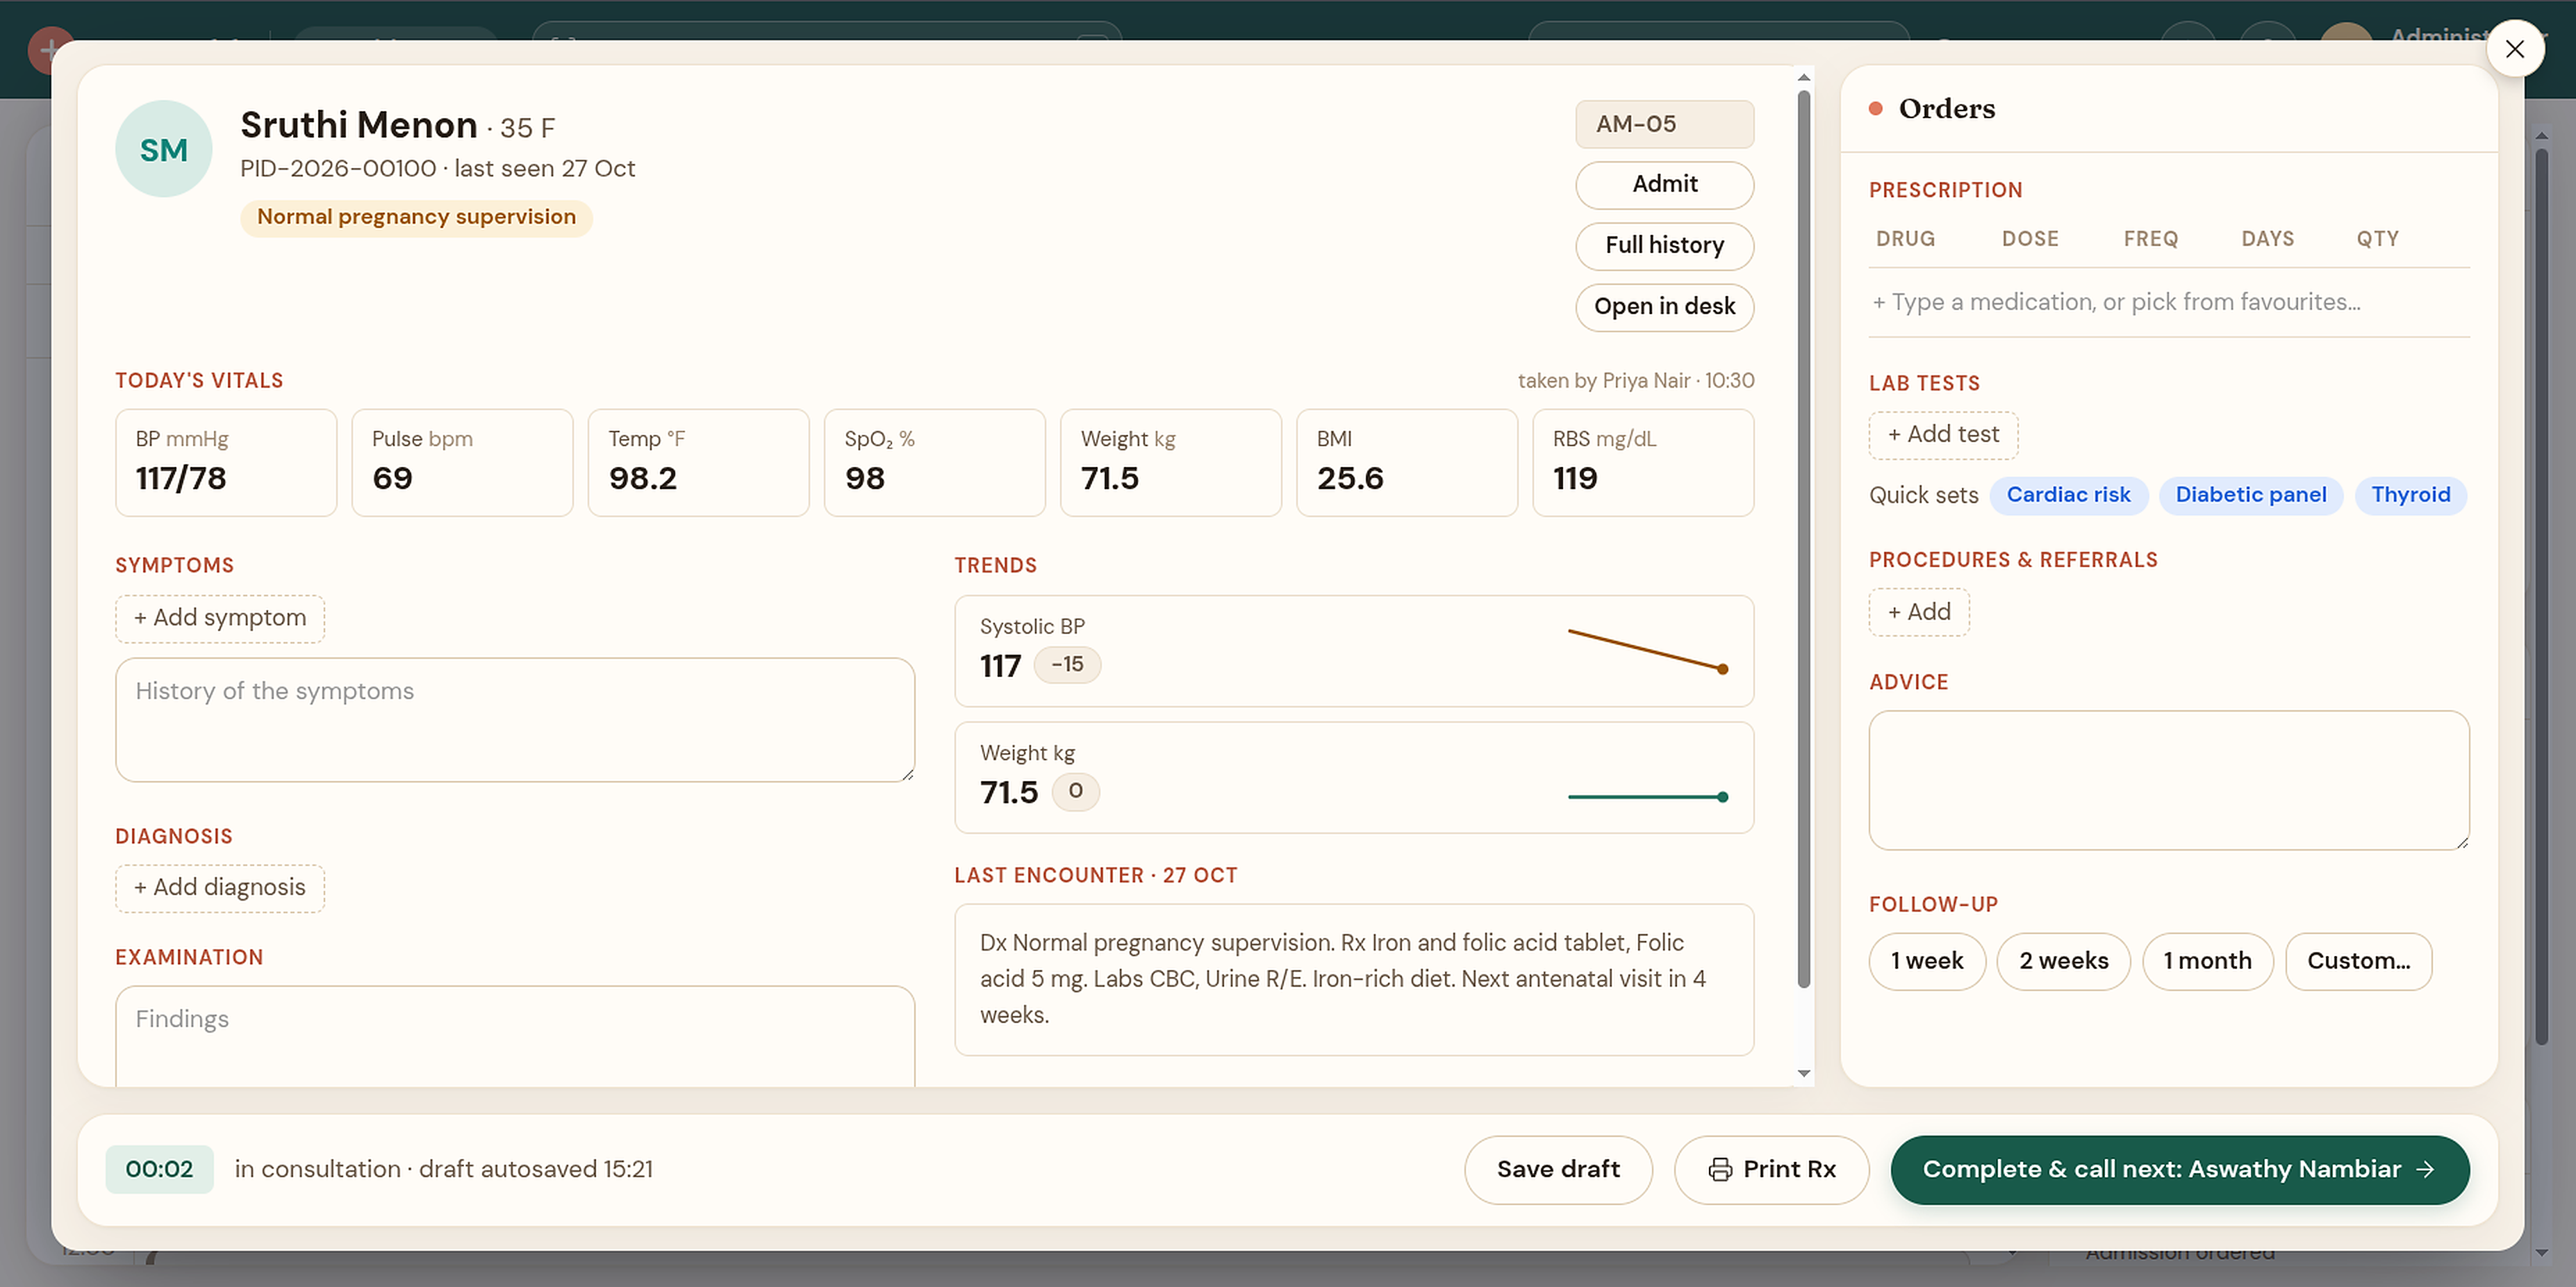 Administ
SM
Sruthi Menon · 35 F
PID-2026-00100 · last seen 27 Oct
Normal pregnancy supervision
AM-05
Admit
Full history
Open in desk
TODAY'S VITALS
taken by Priya Nair · 10:30
BP mmHg
117/78
Pulse bpm
69
Temp °F
98.2
SpO₂ %
98
Weight kg
71.5
BMI
25.6
RBS mg/dL
119
SYMPTOMS
+ Add symptom
History of the symptoms
DIAGNOSIS
+ Add diagnosis
EXAMINATION
Findings
TRENDS
Systolic BP
117 -15
Weight kg
71.5 0
LAST ENCOUNTER · 27 OCT
Dx Normal pregnancy supervision. Rx Iron and folic acid tablet, Folic
acid 5 mg. Labs CBC, Urine R/E. Iron-rich diet. Next antenatal visit in 4
weeks.
Orders
PRESCRIPTION
DRUG DOSE FREQ DAYS QTY
+ Type a medication, or pick from favourites…
LAB TESTS
+ Add test
Quick sets Cardiac risk Diabetic panel Thyroid
PROCEDURES & REFERRALS
+ Add
ADVICE
FOLLOW-UP
1 week 2 weeks 1 month Custom…
00:02 in consultation · draft autosaved 15:21
Save draft
Print Rx
Complete & call next: Aswathy Nambiar →
Admission ordered